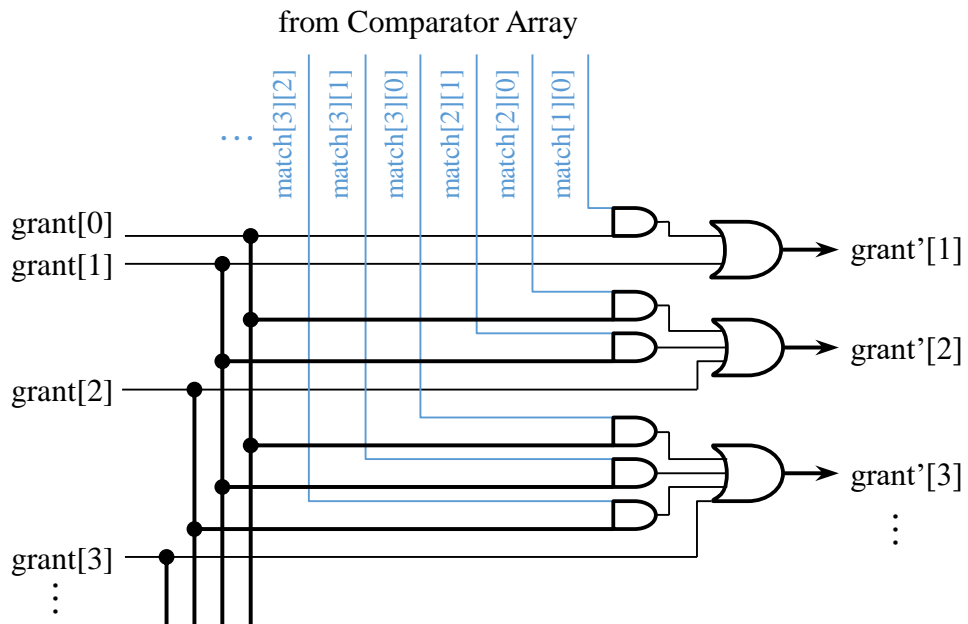 from Comparator Array
match[3][2]
match[3][1]
match[3][0]
match[2][1]
match[2][0]
match[1][0]
...
grant[0]
grant[1]
grant'[1]
grant[2]
grant'[2]
grant[3]
grant'[3]
...
...